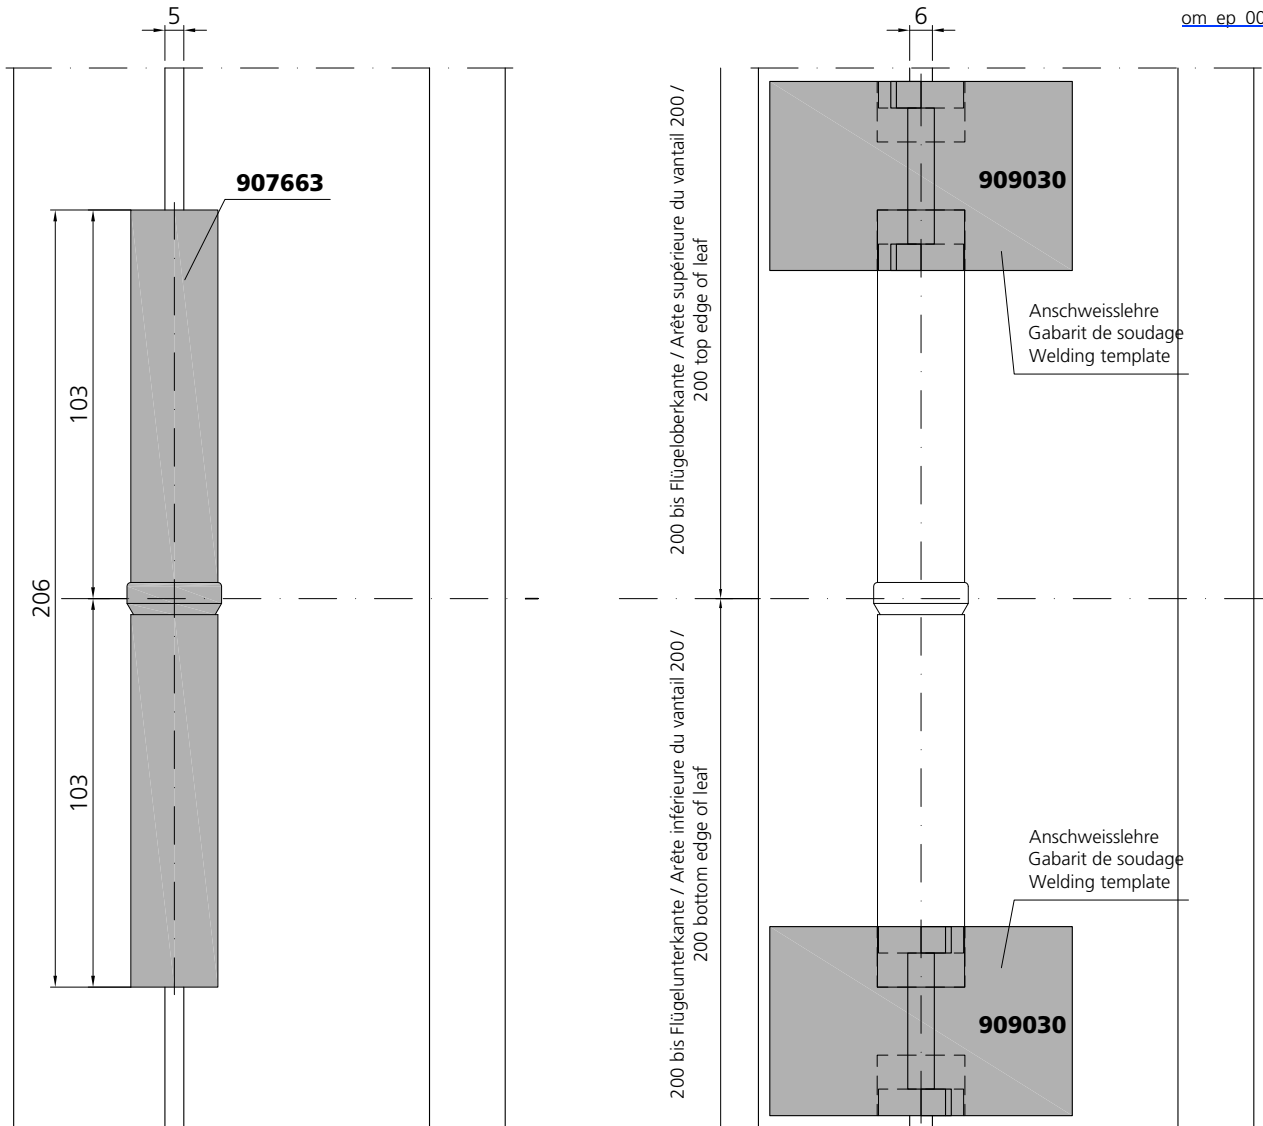 5
6
om_ep_00
907663
103
206
103
200 bis Flügeloberkante / Arête supérieure du vantail 200 /
200 top edge of leaf
909030
Anschweisslehre
Gabarit de soudage
Welding template
200 bis Flügelunterkante / Arête inférieure du vantail 200 /
200 bottom edge of leaf
Anschweisslehre
Gabarit de soudage
Welding template
909030